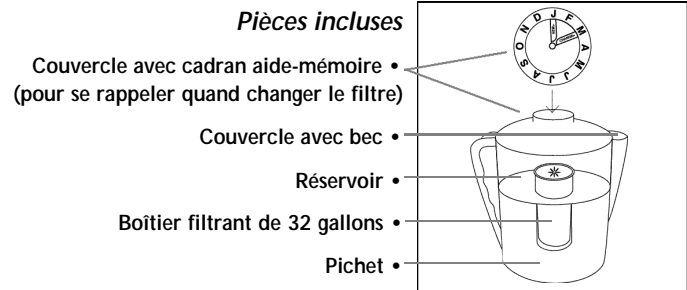 Pièces incluses
Couvercle avec cadran aide-mémoire •
(pour se rappeler quand changer le filtre)
Couvercle avec bec •
Réservoir •
Boîtier filtrant de 32 gallons •
Pichet •
J F M A M J J A S O N D